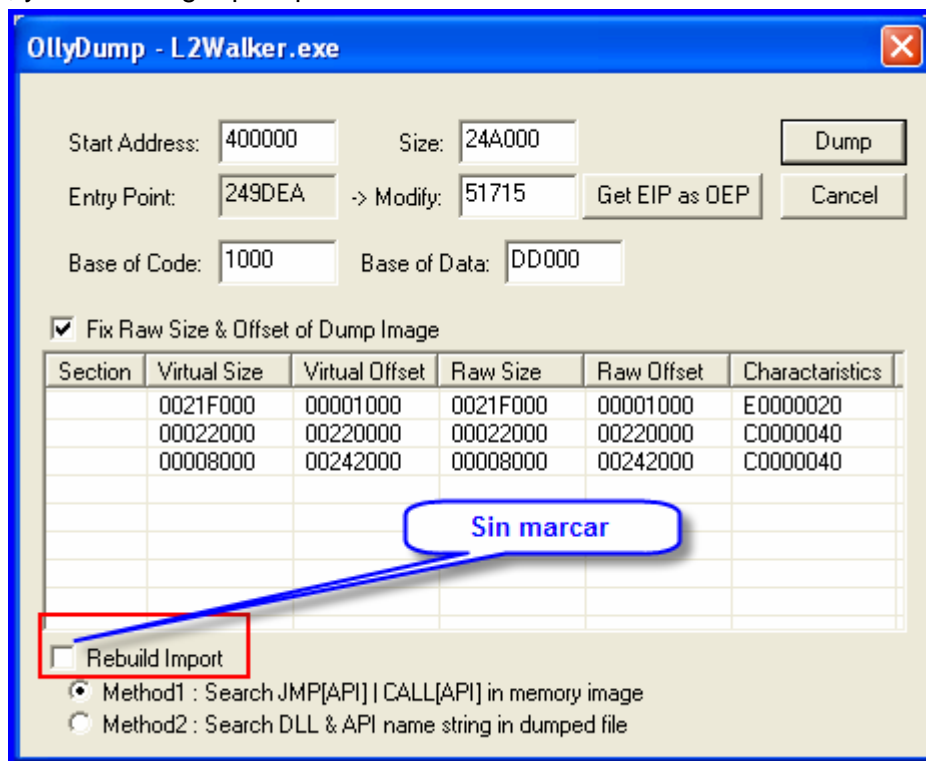 OllyDump - L2Walker.exe
Start Address: 400000 Size: 24A000 Dump
Entry Point: 249DEA -> Modify: 51715 Get EIP as OEP Cancel
Base of Code: 1000 Base of Data: DD000
Fix Raw Size & Offset of Dump Image
Section Virtual Size Virtual Offset Raw Size Raw Offset Charactaristics
0021F000 00001000 0021F000 00001000 E0000020
00022000 00220000 00022000 00220000 C0000040
00008000 00242000 00008000 00242000 C0000040
Sin marcar
Rebuild Import
Method1 : Search JMP[API] | CALL[API] in memory image
Method2 : Search DLL & API name string in dumped file